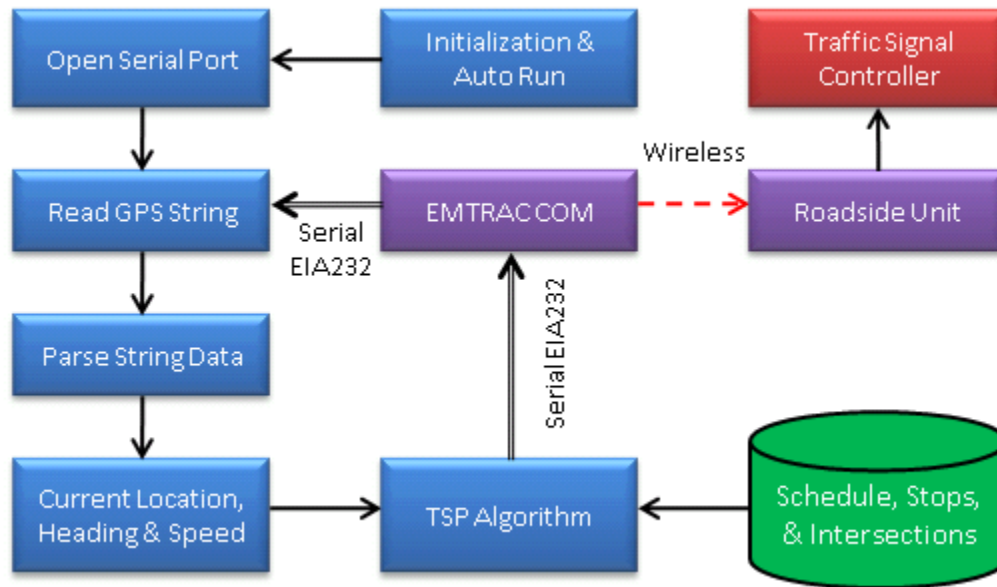 Open Serial Port
Initialization &
Auto Run
Traffic Signal
Controller
Wireless
Read GPS String
EMTRAC COM
Roadside Unit
Serial
EIA232
Serial EIA232
Parse String Data
Current Location,
Heading & Speed
TSP Algorithm
Schedule, Stops,
& Intersections